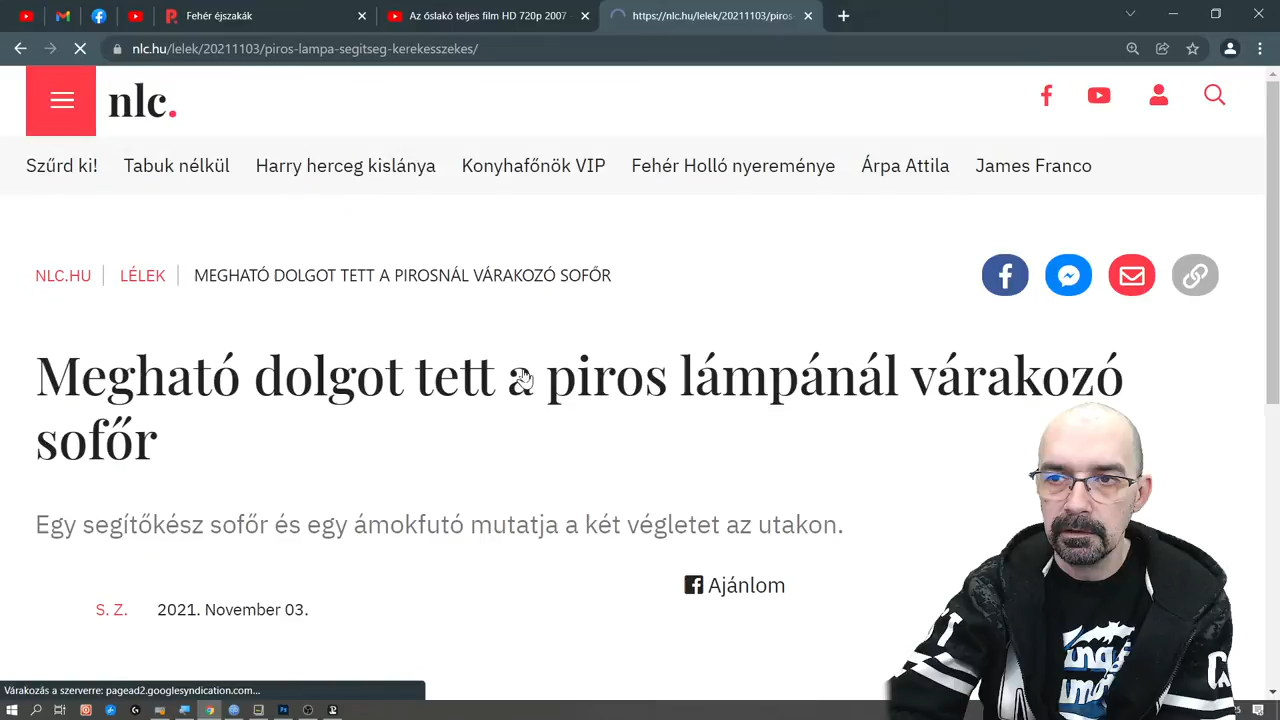 Fehér éjszakák
Az őslakó teljes film HD 720p 2007
https://nlc.hu/lelek/20211103/piros-
nlc.hu/lelek/20211103/piros-lampa-segitseg-kerekesszekes/
nlc.
Szűrd ki! Tabuk nélkül Harry herceg kislánya Konyhafőnök VIP Fehér Holló nyereménye Árpa Attila James Franco
NLC.HU LÉLEK MEGHATÓ DOLGOT TETT A PIROSNÁL VÁRAKOZÓ SOFŐR
Megható dolgot tett a piros lámpánál várakozó
sofőr
Egy segítőkész sofőr és egy ámokfutó mutatja a két végletet az utakon.
Ajánlom
S. Z. 2021. November 03.
Várakozás a szerverre: pagead2.googlesyndication.com...